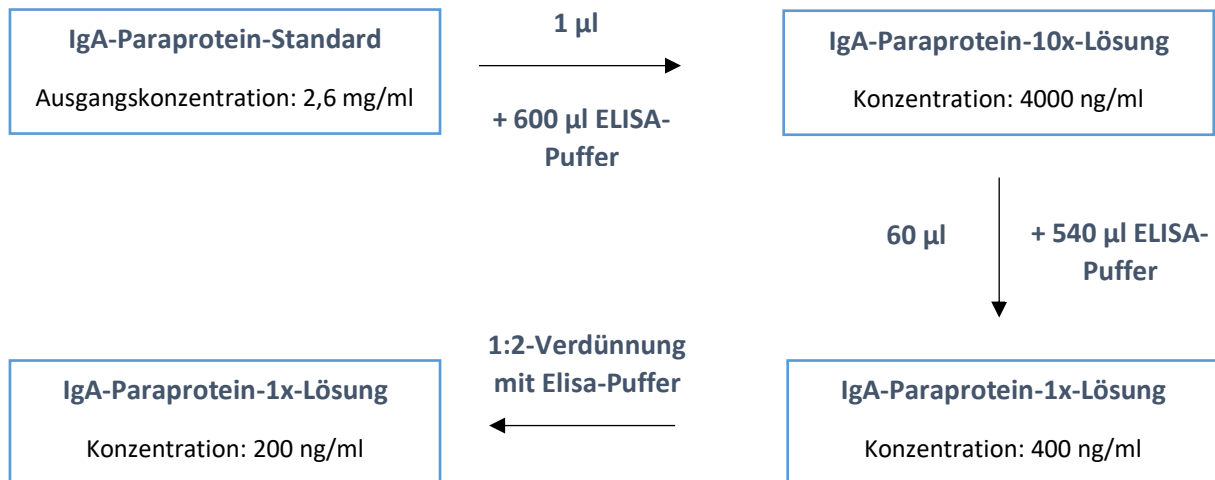 IgA-Paraprotein-Standard
Ausgangskonzentration: 2,6 mg/ml
1 µl
+ 600 µl ELISA-
Puffer
IgA-Paraprotein-10x-Lösung
Konzentration: 4000 ng/ml
60 µl
+ 540 µl ELISA-
Puffer
IgA-Paraprotein-1x-Lösung
Konzentration: 400 ng/ml
1:2-Verdünnung
mit Elisa-Puffer
IgA-Paraprotein-1x-Lösung
Konzentration: 200 ng/ml